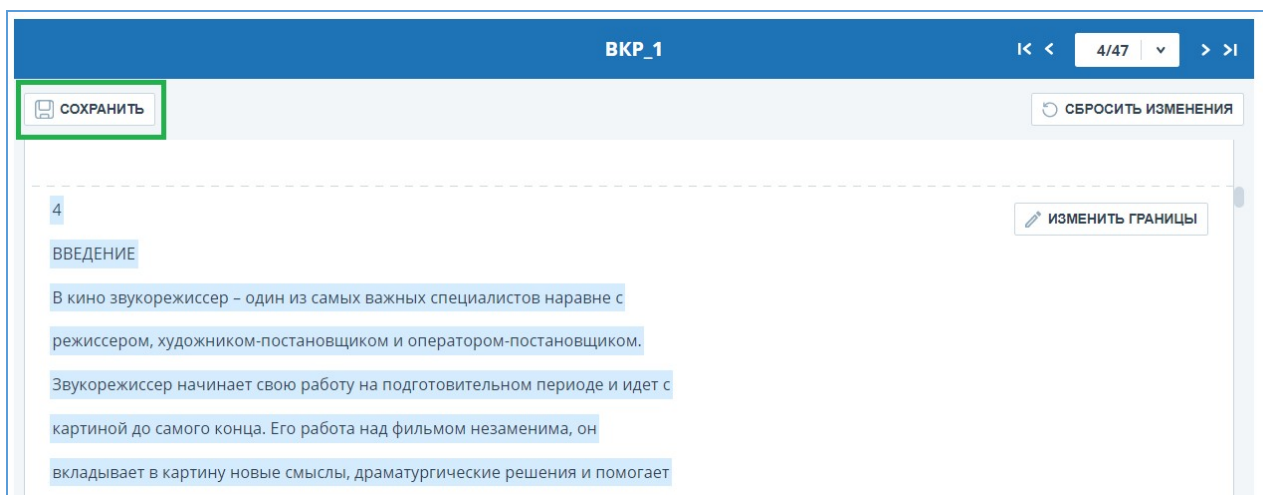 ВКР_1
4/47
СОХРАНИТЬ
СБРОСИТЬ ИЗМЕНЕНИЯ
4
ИЗМЕНИТЬ ГРАНИЦЫ
ВВЕДЕНИЕ
В кино звукорежиссер – один из самых важных специалистов наравне с
режиссером, художником-постановщиком и оператором-постановщиком.
Звукорежиссер начинает свою работу на подготовительном периоде и идет с
картиной до самого конца. Его работа над фильмом незаменима, он
вкладывает в картину новые смыслы, драматургические решения и помогает